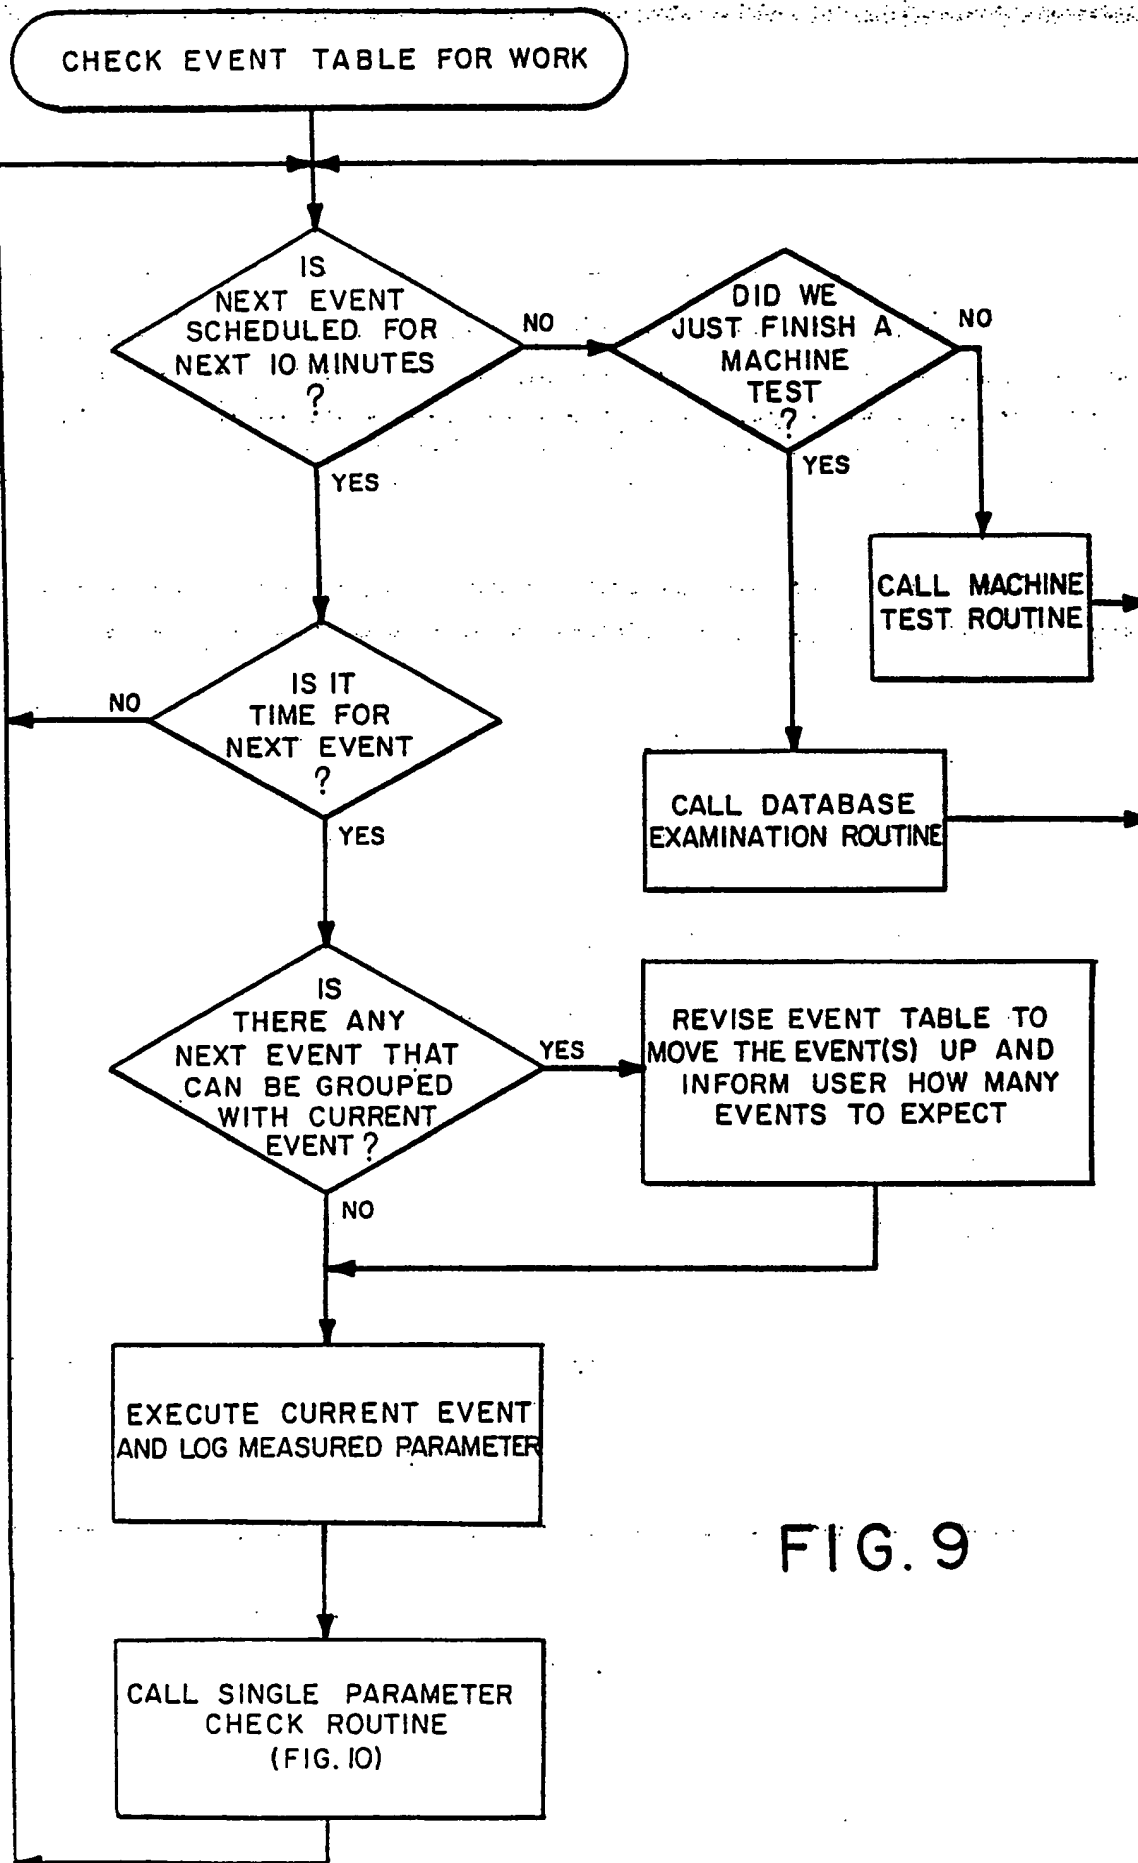 CHECK EVENT TABLE FOR WORK
IS
NEXT EVENT
SCHEDULED FOR
NEXT 10 MINUTES
?
NO
YES
DID WE
JUST FINISH A
MACHINE
TEST
?
NO
YES
CALL MACHINE
TEST ROUTINE
IS IT
TIME FOR
NEXT EVENT
?
NO
YES
CALL DATABASE
EXAMINATION ROUTINE
IS
THERE ANY
NEXT EVENT THAT
CAN BE GROUPED
WITH CURRENT
EVENT?
YES
NO
REVISE EVENT TABLE TO
MOVE THE EVENT(S) UP AND
INFORM USER HOW MANY
EVENTS TO EXPECT
EXECUTE CURRENT EVENT
AND LOG MEASURED PARAMETER
CALL SINGLE PARAMETER
CHECK ROUTINE
(FIG. 10)
FIG. 9